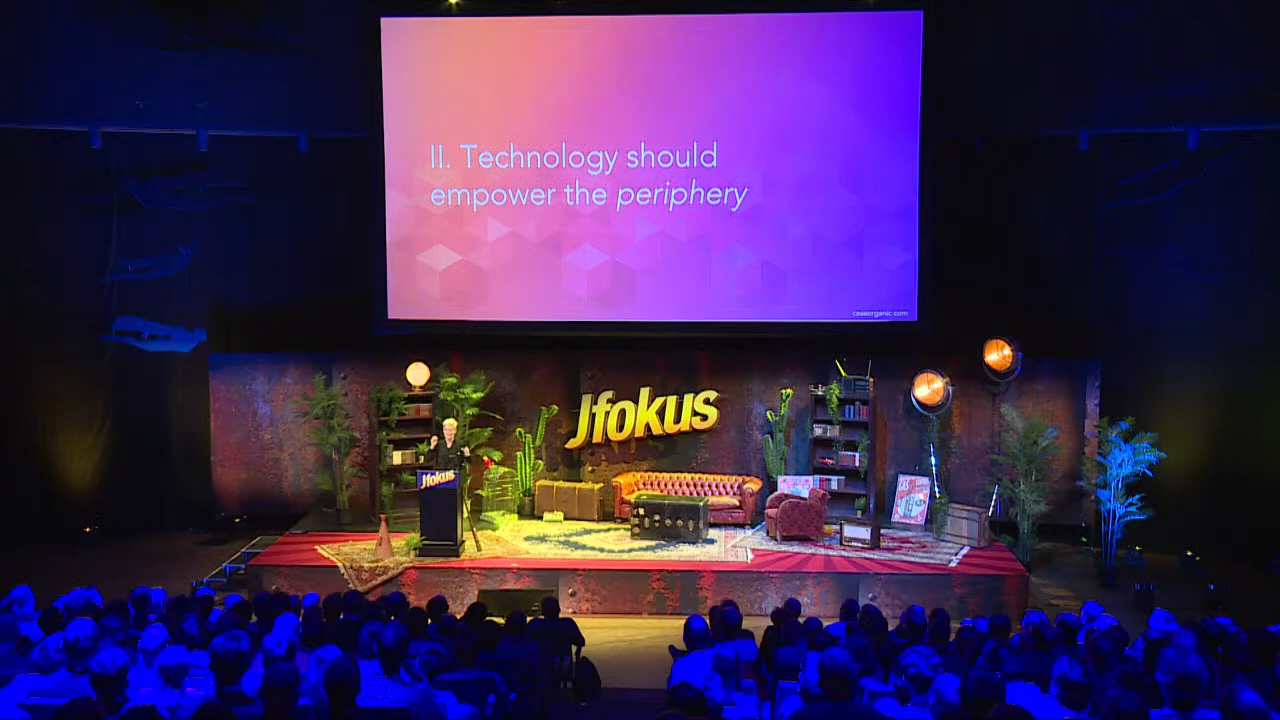 II. Technology should
empower the periphery
caseorganic.com
Jfokus
Jfokus